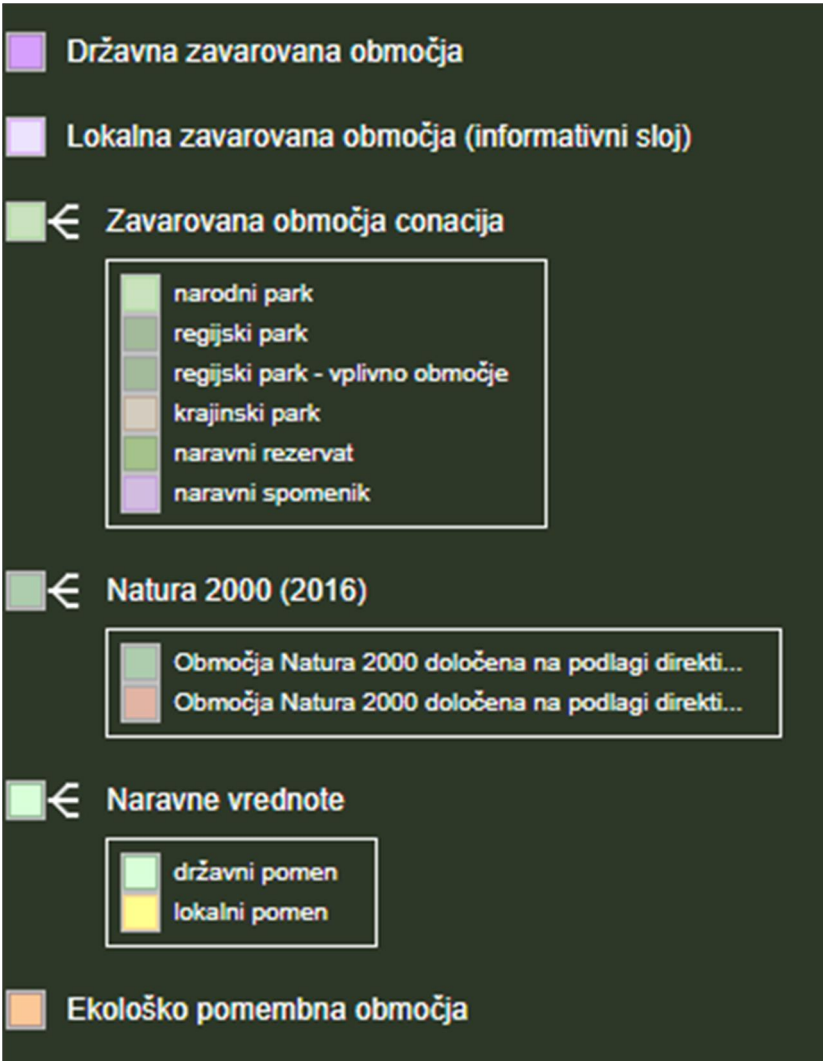 Državna zavarovana območja
Lokalna zavarovana območja (informativni sloj)
Zavarovana območja conacija
narodni park
regijski park
regijski park - vplivno območje
krajinski park
naravni rezervat
naravni spomenik
Natura 2000 (2016)
Območja Natura 2000 določena na podlagi direkti...
Območja Natura 2000 določena na podlagi direkti...
Naravne vrednote
državni pomen
lokalni pomen
Ekološko pomembna območja